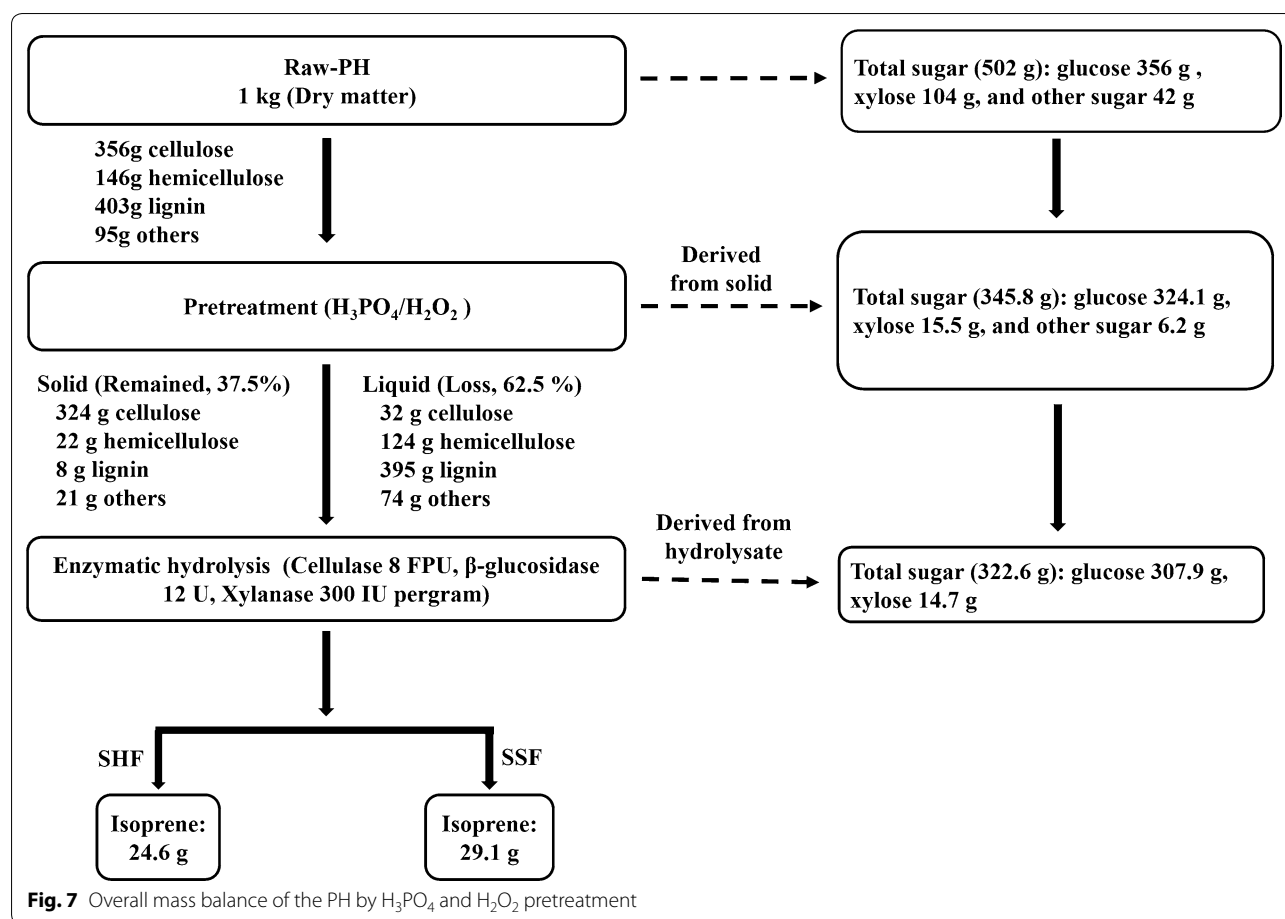 Raw-PH
1 kg (Dry matter)
Total sugar (502 g): glucose 356 g ,
xylose 104 g, and other sugar 42 g
356g cellulose
146g hemicellulose
403g lignin
95g others
Derived
from solid
Pretreatment (H₃PO₄/H₂O₂ )
Total sugar (345.8 g): glucose 324.1 g,
xylose 15.5 g, and other sugar 6.2 g
Solid (Remained, 37.5%)
324 g cellulose
22 g hemicellulose
8 g lignin
21 g others
Liquid (Loss, 62.5 %)
32 g cellulose
124 g hemicellulose
395 g lignin
74 g others
Derived from
hydrolysate
Enzymatic hydrolysis (Cellulase 8 FPU, β-glucosidase
12 U, Xylanase 300 IU pergram)
Total sugar (322.6 g): glucose 307.9 g,
xylose 14.7 g
SHF
SSF
Isoprene:
24.6 g
Isoprene:
29.1 g
Fig. 7 Overall mass balance of the PH by H₃PO₄ and H₂O₂ pretreatment